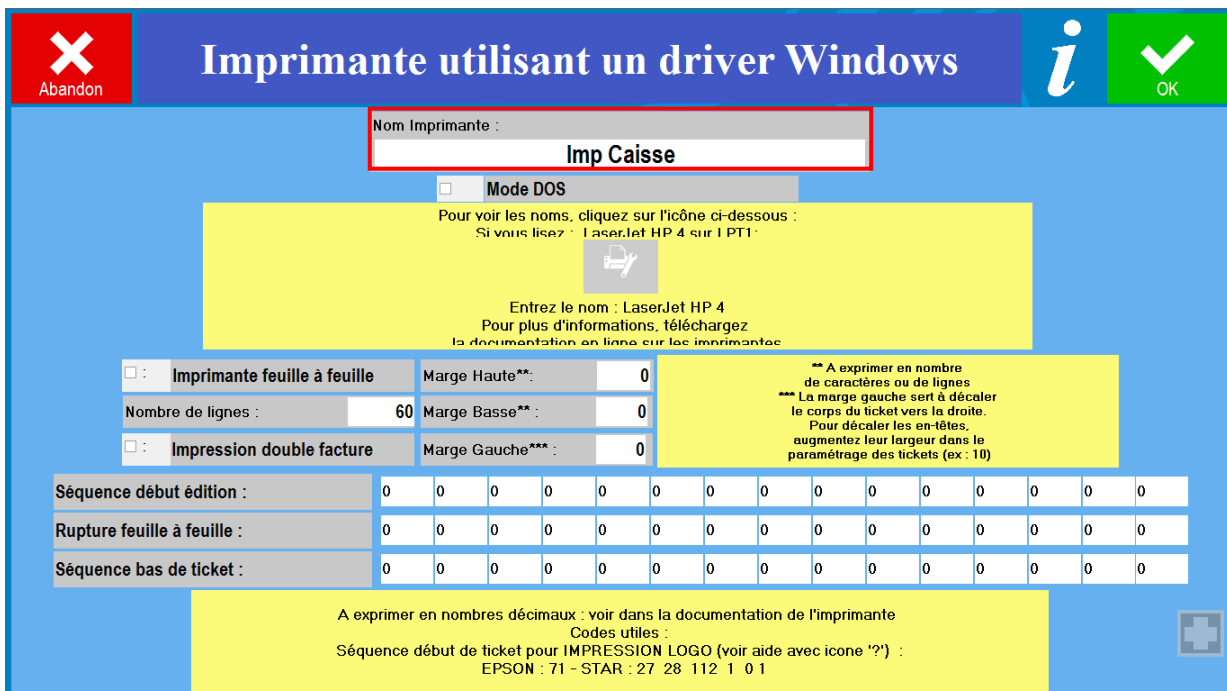 Imprimante utilisant un driver Windows
Abandon
OK
Nom Imprimante :
Imp Caisse
Mode DOS
Pour voir les noms, cliquez sur l'icône ci-dessous :
Si vous lisez : LaserJet HP 4 sur LPT1:
Entrez le nom : LaserJet HP 4
Pour plus d'informations, téléchargez
la documentation en ligne sur les imprimantes
: Imprimante feuille à feuille
Marge Haute**: 0
Nombre de lignes : 60
Marge Basse** : 0
: Impression double facture
Marge Gauche*** : 0
** A exprimer en nombre
de caractères ou de lignes
*** La marge gauche sert à décaler
le corps du ticket vers la droite.
Pour décaler les en-têtes,
augmentez leur largeur dans le
paramétrage des tickets (ex : 10)
Séquence début édition : 0 0 0 0 0 0 0 0 0 0 0 0 0 0 0
Rupture feuille à feuille : 0 0 0 0 0 0 0 0 0 0 0 0 0 0 0
Séquence bas de ticket : 0 0 0 0 0 0 0 0 0 0 0 0 0 0 0
A exprimer en nombres décimaux : voir dans la documentation de l'imprimante
Codes utiles :
Séquence début de ticket pour IMPRESSION LOGO (voir aide avec icone '?') :
EPSON : 71 - STAR : 27 28 112 1 0 1